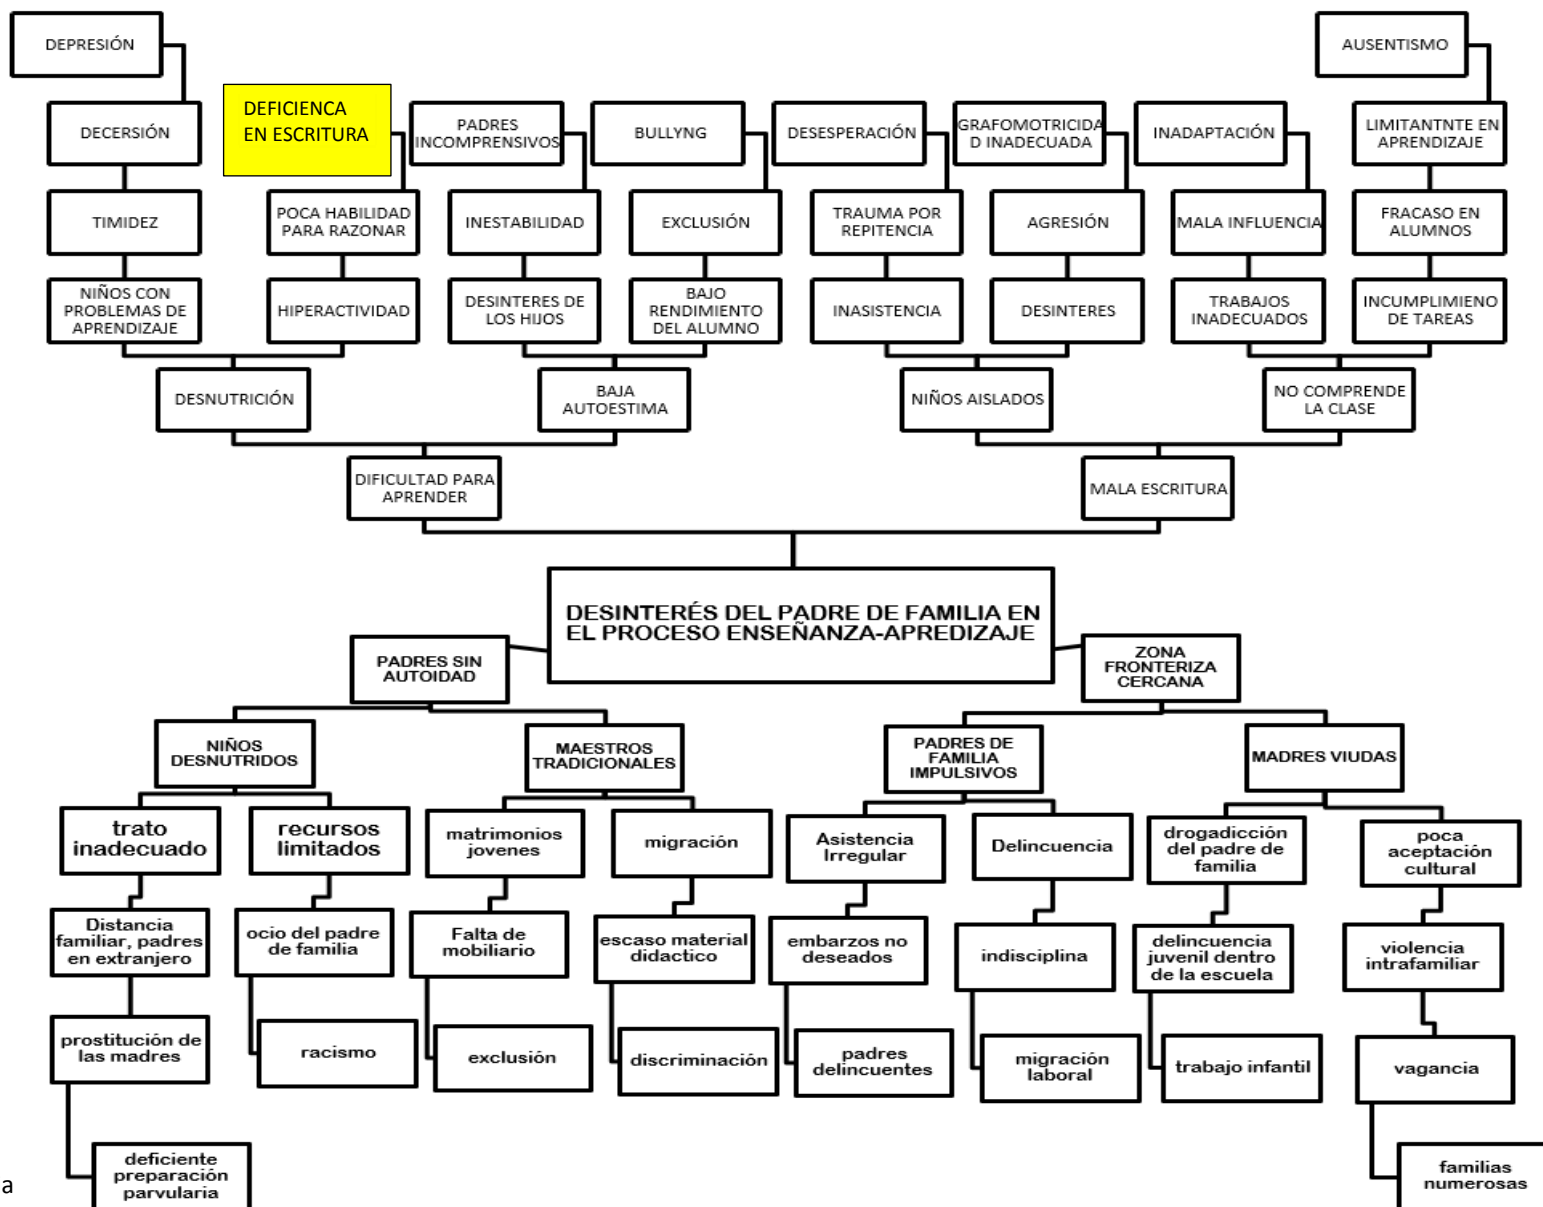 DEPRESIÓN
AUSENTISMO
DECERSIÓN
DEFICIENCA
EN ESCRITURA
PADRES
INCOMPRENSIVOS
BULLYNG
DESESPERACIÓN
GRAFOMOTRICIDA
D INADECUADA
INADAPTACIÓN
LIMITANTNTE EN
APRENDIZAJE
TIMIDEZ
POCA HABILIDAD
PARA RAZONAR
INESTABILIDAD
EXCLUSIÓN
TRAUMA POR
REPITENCIA
AGRESIÓN
MALA INFLUENCIA
FRACASO EN
ALUMNOS
NIÑOS CON
PROBLEMAS DE
APRENDIZAJE
HIPERACTIVIDAD
DESINTERES DE
LOS HIJOS
BAJO
RENDIMIENTO
DEL ALUMNO
INASISTENCIA
DESINTERES
TRABAJOS
INADECUADOS
INCUMPLIMIENO
DE TAREAS
DESNUTRICIÓN
BAJA
AUTOESTIMA
NIÑOS AISLADOS
NO COMPRENDE
LA CLASE
DIFICULTAD PARA
APRENDER
MALA ESCRITURA
DESINTERÉS DEL PADRE DE FAMILIA EN
EL PROCESO ENSEÑANZA-APREDIZAJE
PADRES SIN
AUTOIDAD
ZONA
FRONTERIZA
CERCANA
NIÑOS
DESNUTRIDOS
MAESTROS
TRADICIONALES
PADRES DE
FAMILIA
IMPULSIVOS
MADRES VIUDAS
trato
inadecuado
recursos
limitados
matrimonios
jovenes
migración
Asistencia
Irregular
Delincuencia
drogadicción
del padre de
familia
poca
aceptación
cultural
Distancia
familiar, padres
en extranjero
ocio del padre
de familia
Falta de
mobiliario
escaso material
didactico
embarzos no
deseados
indisciplina
delincuencia
juvenil dentro
de la escuela
violencia
intrafamiliar
prostitución de
las madres
racismo
exclusión
discriminación
padres
delincuentes
migración
laboral
trabajo infantil
vagancia
deficiente
preparación
parvularia
familias
numerosas
a